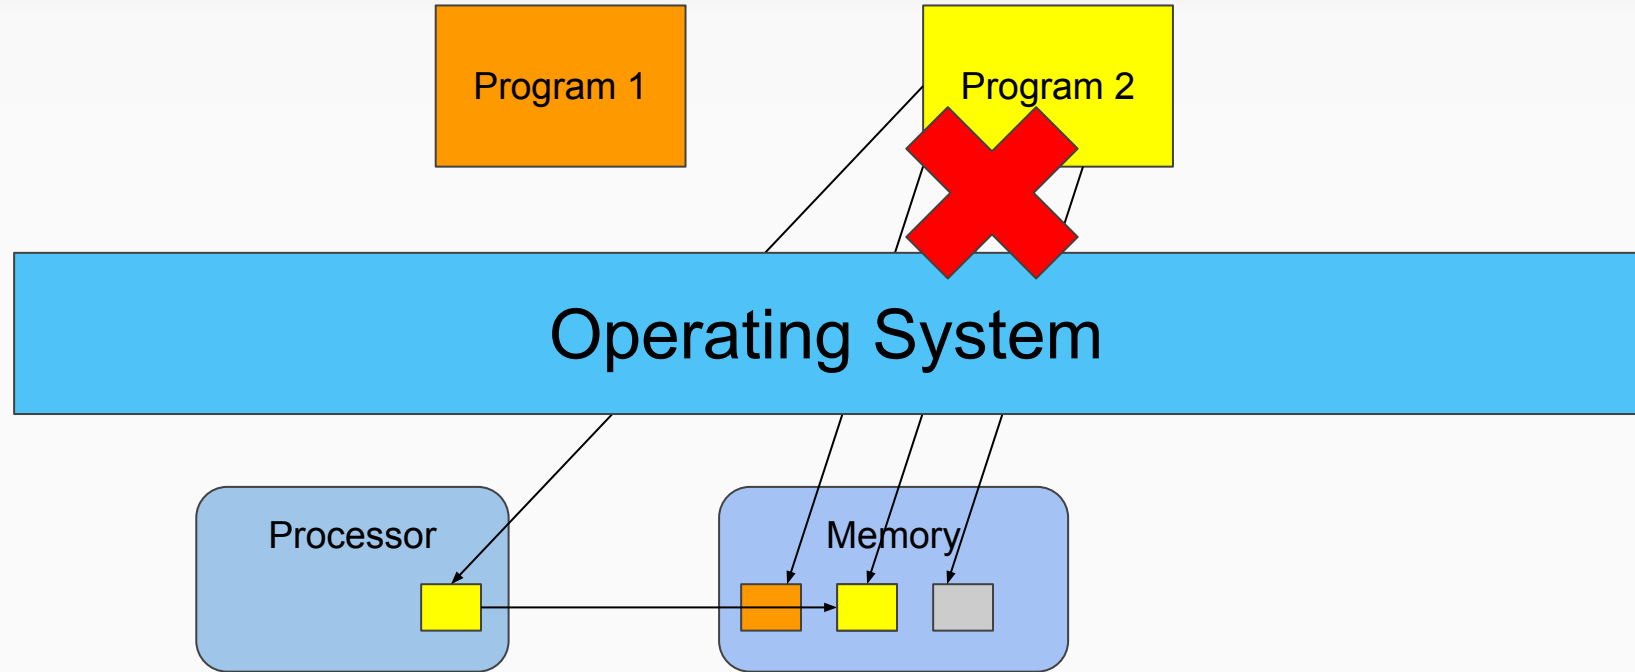 Program 1
Program 2
Operating System
Processor
Memory